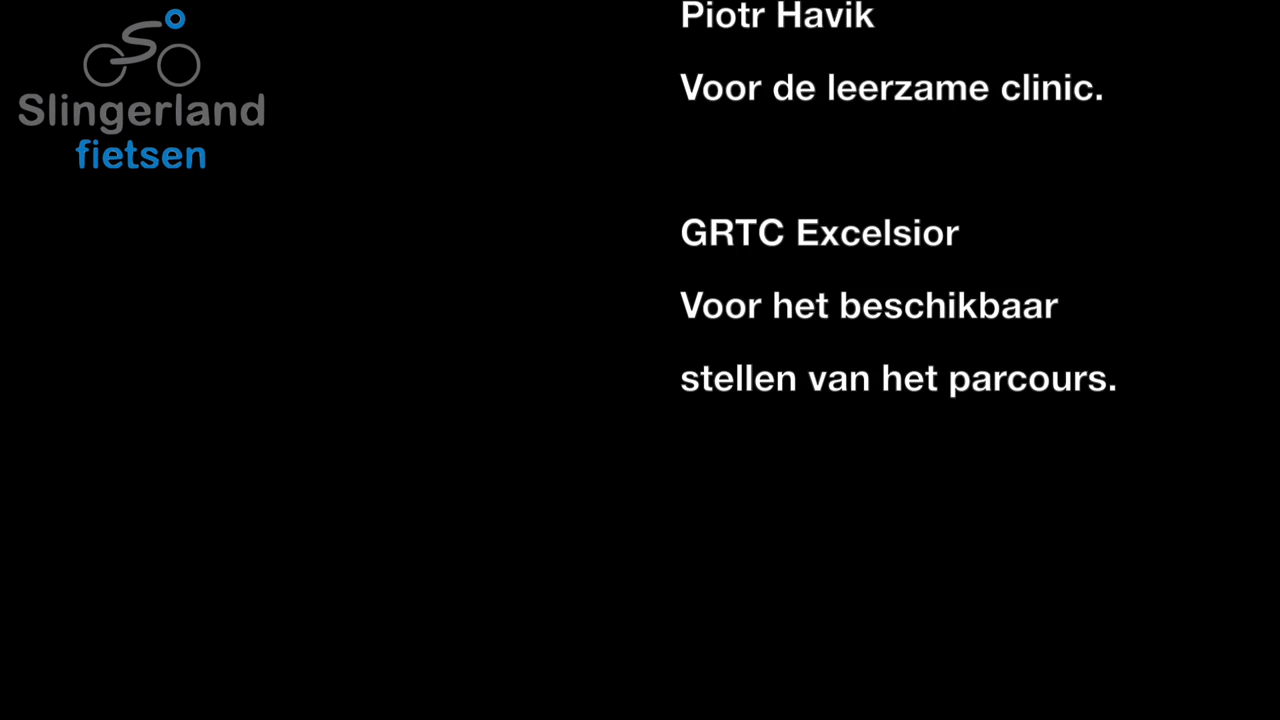 Slingerland
fietsen
Piotr Havik
Voor de leerzame clinic.
GRTC Excelsior
Voor het beschikbaar
stellen van het parcours.